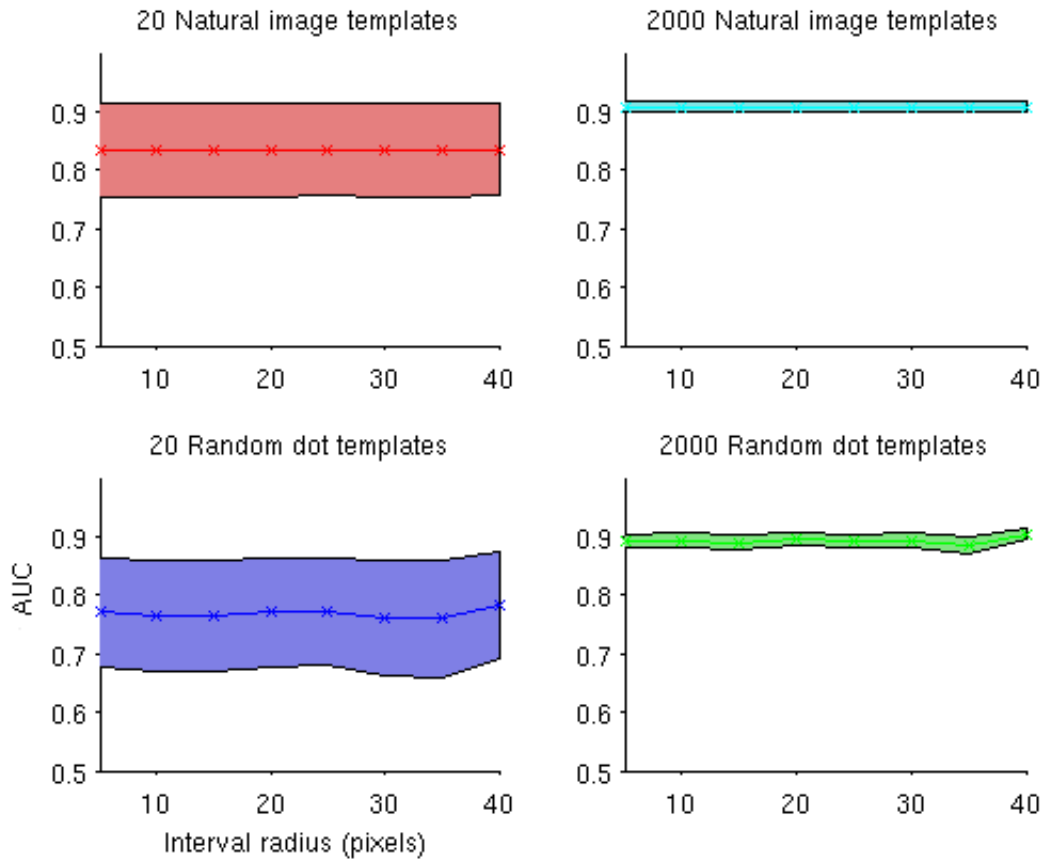 20 Natural image templates
0.9
0.8
0.7
0.6
0.5
10 20 30 40
2000 Natural image templates
0.9
0.8
0.7
0.6
0.5
10 20 30 40
20 Random dot templates
AUC
0.9
0.8
0.7
0.6
0.5
10 20 30 40
Interval radius (pixels)
2000 Random dot templates
0.9
0.8
0.7
0.6
0.5
10 20 30 40